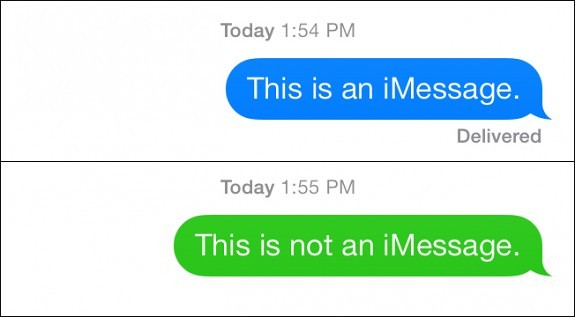 Today 1:54 PM
This is an iMessage.
Delivered
Today 1:55 PM
This is not an iMessage.